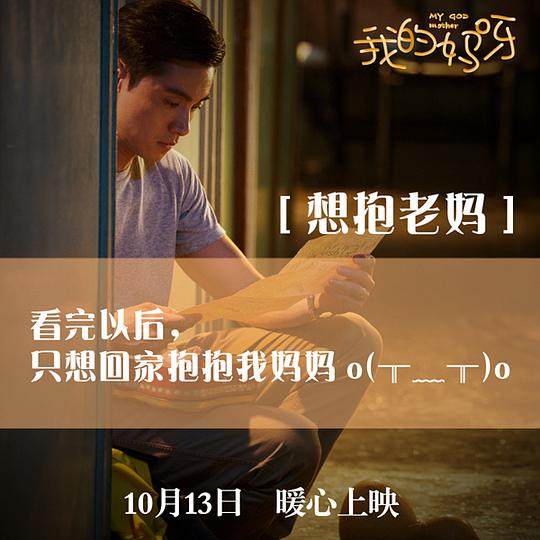 MY GOD
mother
我的妈呀
[ 想抱老妈 ]
看完以后，
只想回家抱抱我妈妈 o(╥﹏╥)o
10月13日 暖心上映